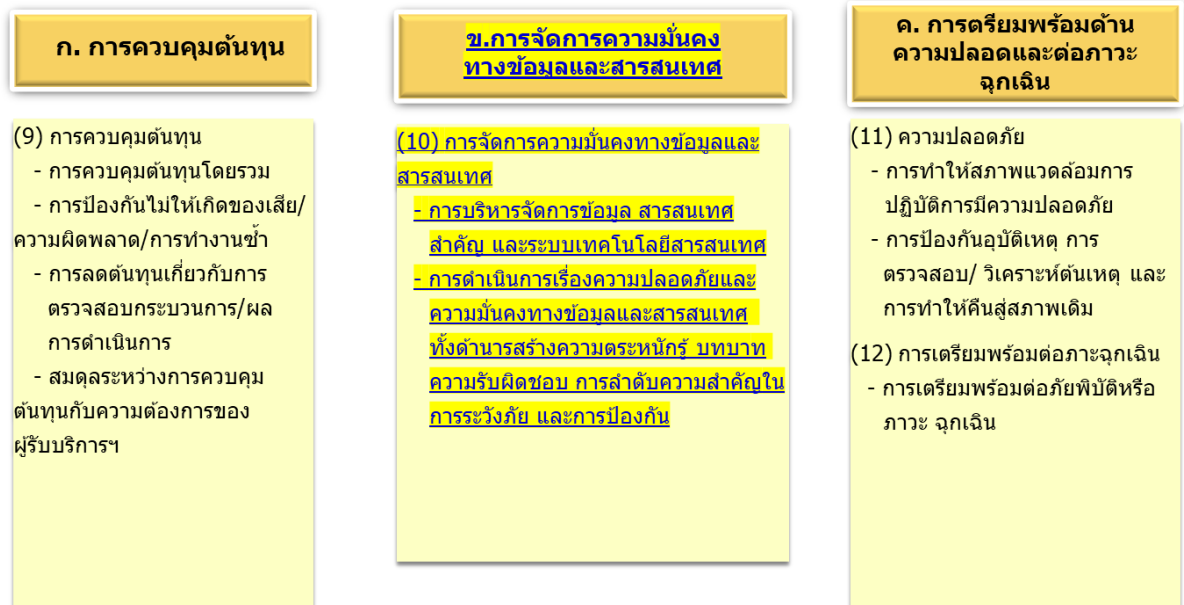 ก. การควบคุมต้นทุน
(9) การควบคุมต้นทุน
- การควบคุมต้นทุนโดยรวม
- การป้องกันไม่ให้เกิดของเสีย/
ความผิดพลาด/การทำงานซ้ำ
- การลดต้นทุนเกี่ยวกับการ
ตรวจสอบกระบวนการ/ผล
การดำเนินการ
- สมดุลระหว่างการควบคุม
ต้นทุนกับความต้องการของ
ผู้รับบริการฯ
ข.การจัดการความมั่นคง
ทางข้อมูลและสารสนเทศ
(10) การจัดการความมั่นคงทางข้อมูลและ
สารสนเทศ
- การบริหารจัดการข้อมูล สารสนเทศ
สำคัญ และระบบเทคโนโลยีสารสนเทศ
- การดำเนินการเรื่องความปลอดภัยและ
ความมั่นคงทางข้อมูลและสารสนเทศ
ทั้งด้านารสร้างความตระหนักรู้ บทบาท
ความรับผิดชอบ การลำดับความสำคัญใน
การระวังภัย และการป้องกัน
ค. การตรียมพร้อมด้าน
ความปลอดและต่อภาวะ
ฉุกเฉิน
(11) ความปลอดภัย
- การทำให้สภาพแวดล้อมการ
ปฏิบัติการมีความปลอดภัย
- การป้องกันอุบัติเหตุ การ
ตรวจสอบ/ วิเคราะห์ต้นเหตุ และ
การทำให้คืนสู่สภาพเดิม
(12) การเตรียมพร้อมต่อภาะฉุกเฉิน
- การเตรียมพร้อมต่อภัยพิบัติหรือ
ภาวะ ฉุกเฉิน